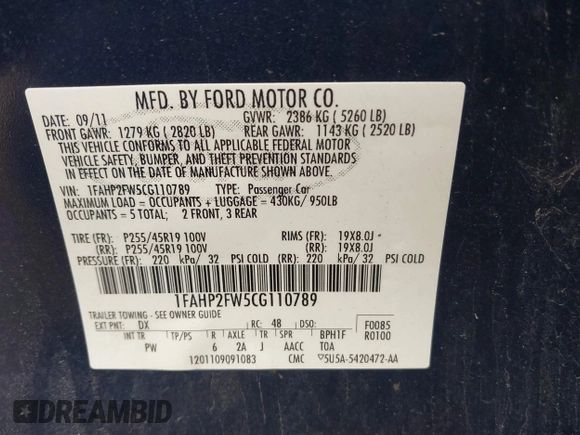 MFD. BY FORD MOTOR CO.
DATE: 09/11 GVWR: 2386 KG ( 5260 LB)
FRONT GAWR: 1279 KG ( 2820 LB) REAR GAWR: 1143 KG ( 2520 LB)
THIS VEHICLE CONFORMS TO ALL APPLICABLE FEDERAL MOTOR
VEHICLE SAFETY, BUMPER, AND THEFT PREVENTION STANDARDS
IN EFFECT ON THE DATE OF MANUFACTURE SHOWN ABOVE.
VIN: 1FAHP2FW5CG110789 TYPE: Passenger Car
MAXIMUM LOAD = OCCUPANTS + LUGGAGE = 430KG/ 950LB
OCCUPANTS = 5 TOTAL: 2 FRONT, 3 REAR
TIRE (FR): P255/45R19 100V RIMS (FR): 19X8.0J
(RR): P255/45R19 100V (RR): 19X8.0J
PRESSURE (FR): 220 kPa/ 32 PSI COLD (RR): 220 kPa/ 32 PSI COLD
1FAHP2FW5CG110789
TRAILER TOWING - SEE OWNER GUIDE
EXT PNT: DX RC: 48 DSO: F0085
INT TR TP/PS R AXLE TR SPR BPH1F R0100
PW 6 2A J AACC TOA
1201109091083 CMC 5U5A-5420472-AA
DREAMBID